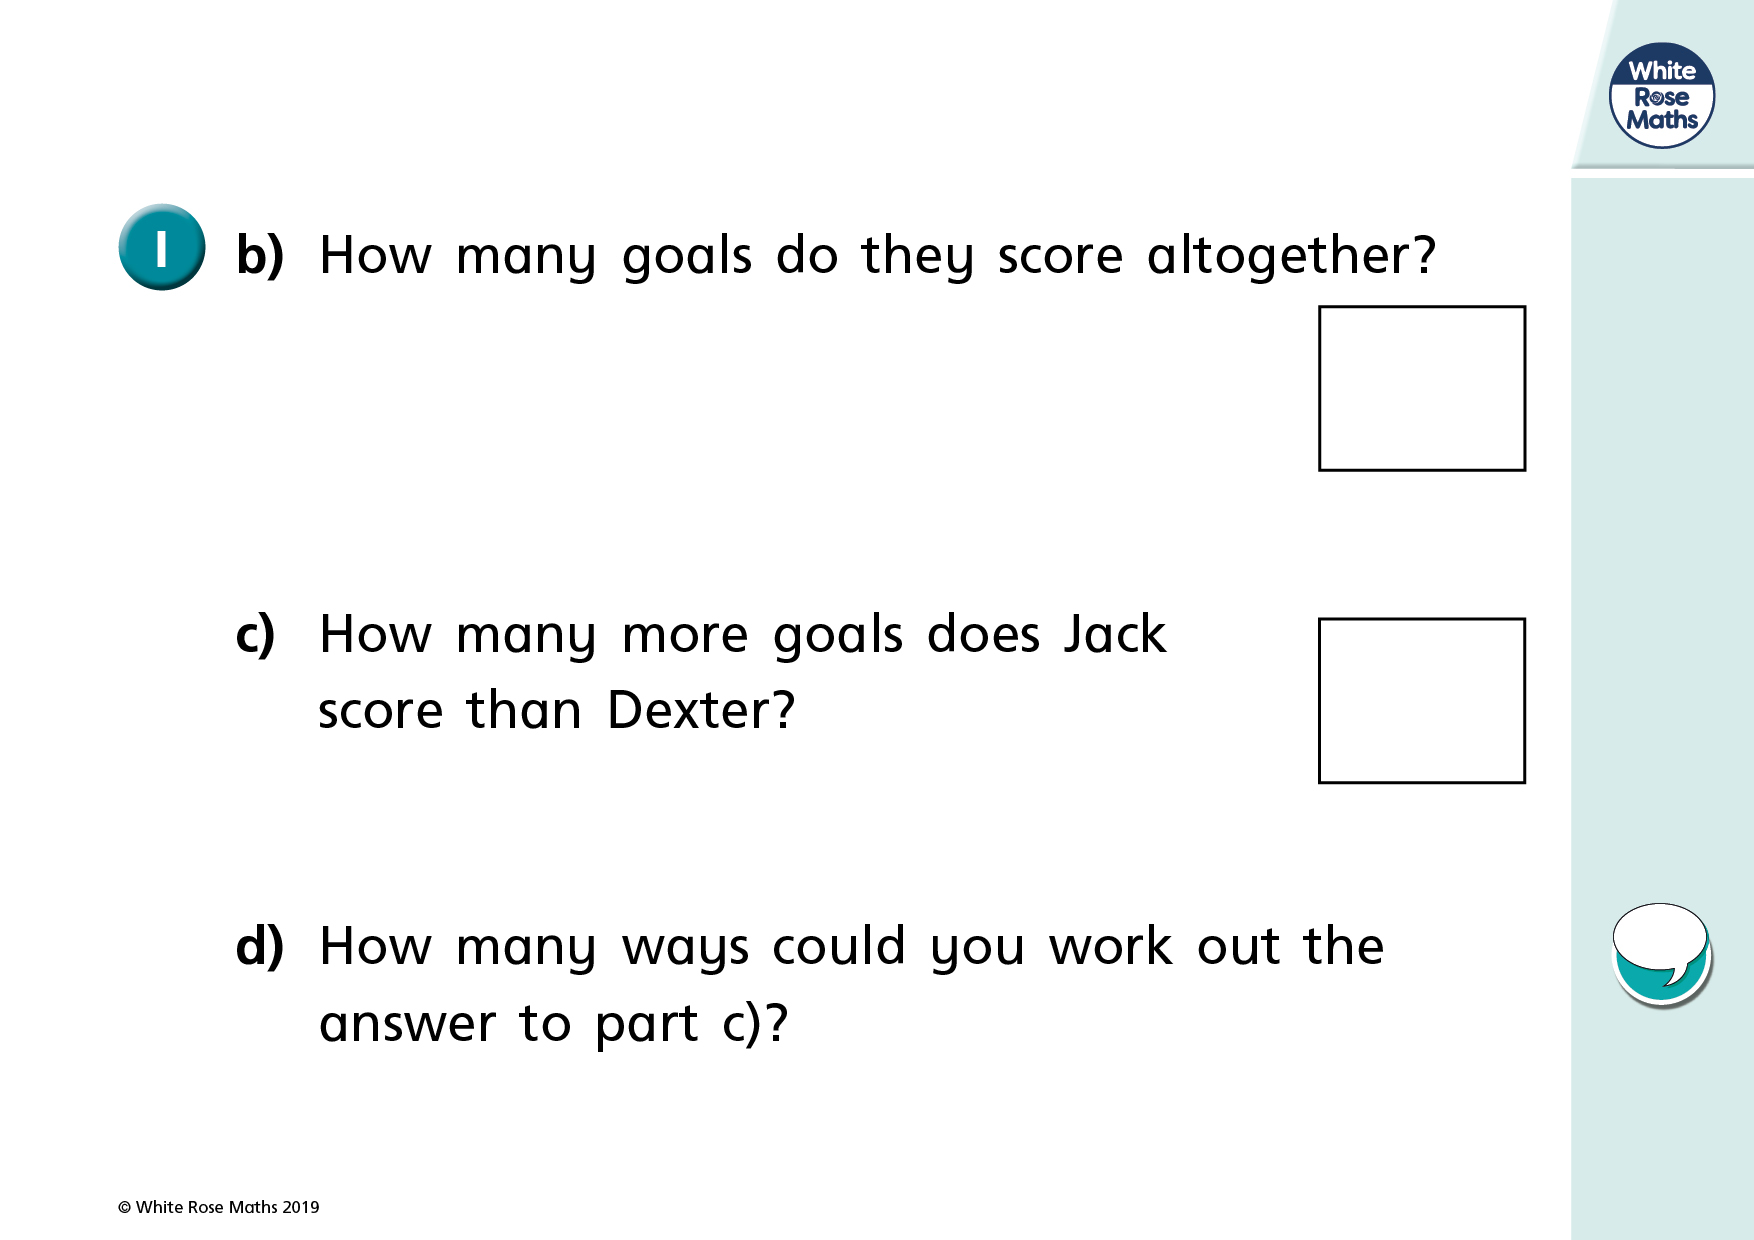 White
Rose
Maths
1 b) How many goals do they score altogether?
c) How many more goals does Jack
score than Dexter?
d) How many ways could you work out the
answer to part c)?
© White Rose Maths 2019